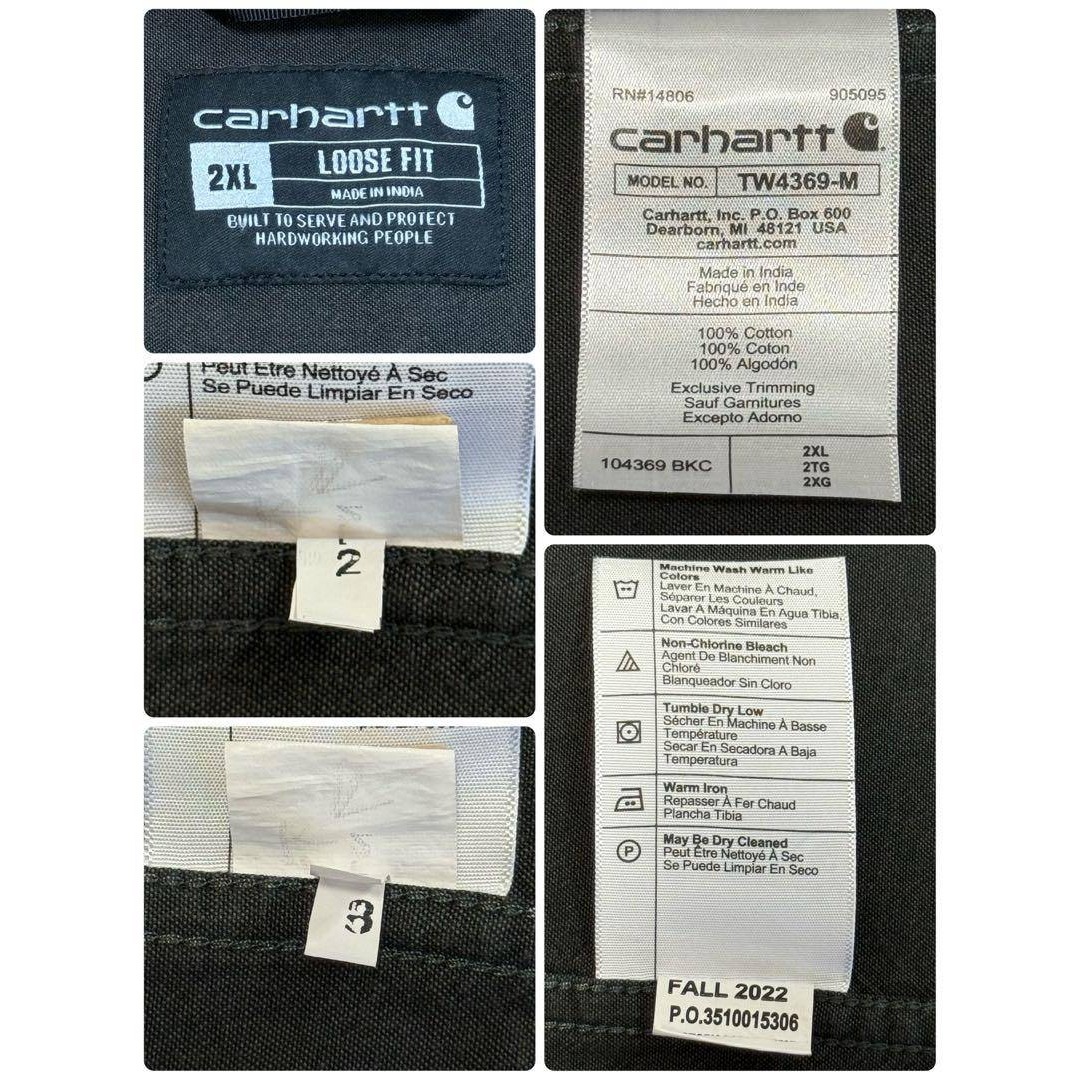 carhartt
2XL
LOOSE FIT
MADE IN INDIA
BUILT TO SERVE AND PROTECT
HARDWORKING PEOPLE
RN#14806 905095
carhartt
MODEL NO. TW4369-M
Carhartt, Inc. P.O. Box 600
Dearborn, MI 48121 USA
carhartt.com
Made in India
Fabriqué en Inde
Hecho en India
100% Cotton
100% Coton
100% Algodón
Exclusive Trimming
Sauf Garnitures
Excepto Adorno
104369 BKC
2XL
2TG
2XG
Peut Être Nettoyé À Sec
Se Puede Limpiar En Seco
2
3
Machine Wash Warm Like
Colors
Laver En Machine À Chaud,
Séparer Les Couleurs
Lavar A Máquina En Agua Tibia,
Con Colores Similares
Non-Chlorine Bleach
Agent De Blanchiment Non
Chloré
Blanqueador Sin Cloro
Tumble Dry Low
Sécher En Machine À Basse
Température
Secar En Secadora A Baja
Temperatura
Warm Iron
Repasser À Fer Chaud
Plancha Tibia
P
May Be Dry Cleaned
Peut Être Nettoyé À Sec
Se Puede Limpiar En Seco
FALL 2022
P.O.3510015306